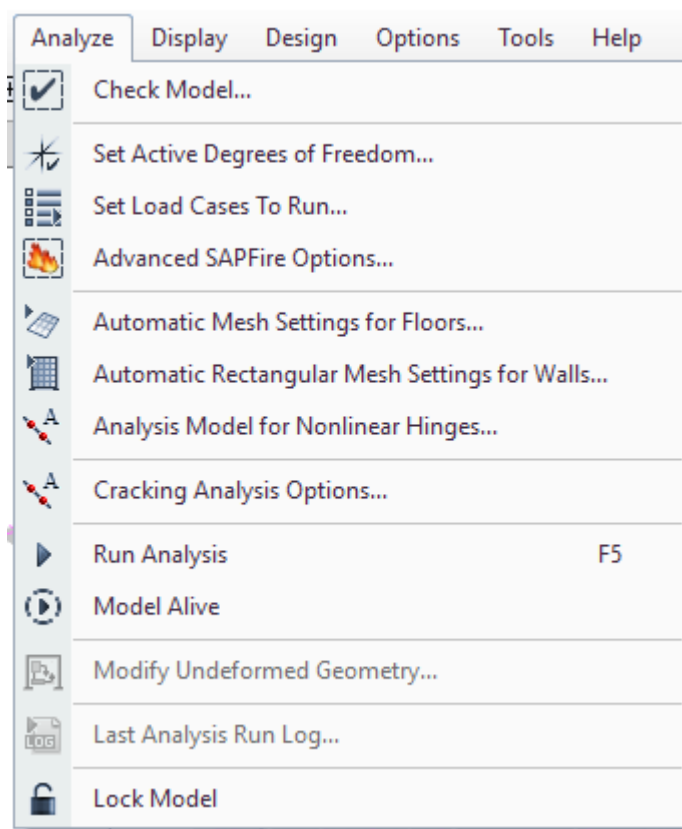 Analyze Display Design Options Tools Help
Check Model...
Set Active Degrees of Freedom...
Set Load Cases To Run...
Advanced SAPFire Options...
Automatic Mesh Settings for Floors...
Automatic Rectangular Mesh Settings for Walls...
A Analysis Model for Nonlinear Hinges...
A Cracking Analysis Options...
Run Analysis F5
Model Alive
Modify Undeformed Geometry...
LOG Last Analysis Run Log...
Lock Model